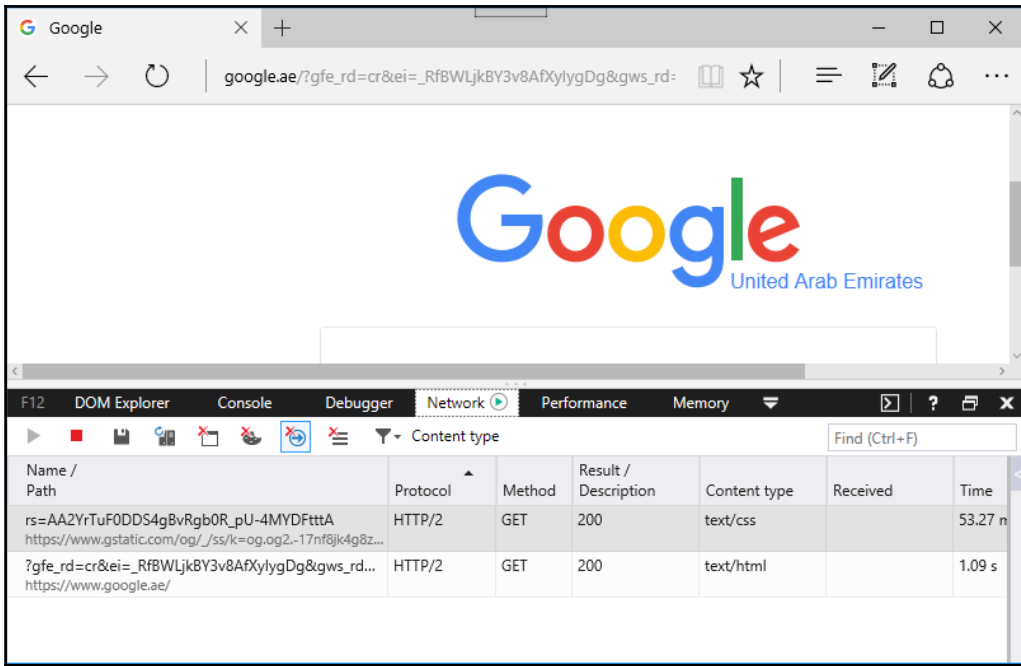 Google
google.ae/?gfe_rd=cr&ei=_RfBWLjkBY3v8AfXyIygDg&gws_rd=
Google
United Arab Emirates
F12 DOM Explorer Console Debugger Network Performance Memory ?
Content type Find (Ctrl+F)
Name / Path Protocol Method Result / Description Content type Received Time
rs=AA2YrTuF0DDS4gBvRgb0R_pU-4MYDFtttA HTTP/2 GET 200 text/css 53.27 m
https://www.gstatic.com/og/_/ss/k=og.og2.-17nf8jk4g8z...
?gfe_rd=cr&ei=_RfBWLjkBY3v8AfXyIygDg&gws_rd... HTTP/2 GET 200 text/html 1.09 s
https://www.google.ae/